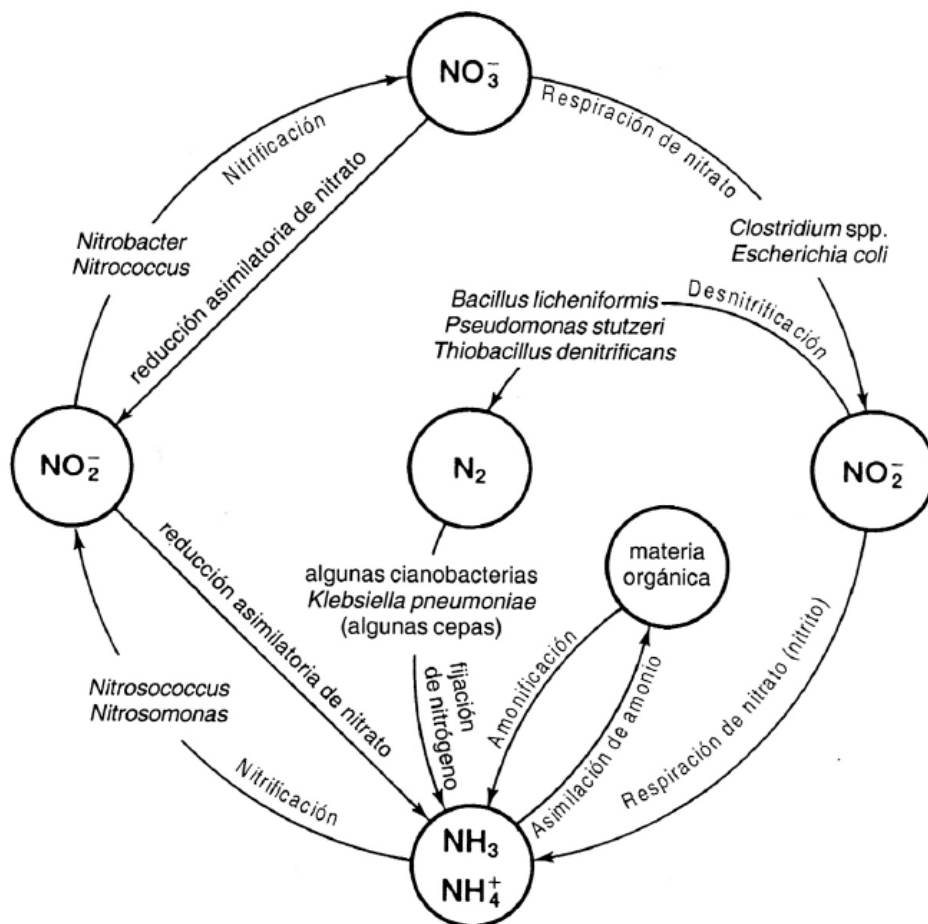 NO₃⁻
Nitrificación
Respiración de nitrato
reducción asimilatoria de nitrato
Nitrobacter
Nitrococcus
Clostridium spp.
Escherichia coli
Bacillus licheniformis
Pseudomonas stutzeri
Thiobacillus denitrificans
Desnitrificación
NO₂⁻
N₂
NO₂⁻
materia
orgánica
reducción asimilatoria de nitrato
algunas cianobacterias
Klebsiella pneumoniae
(algunas cepas)
fijación
de nitrógeno
Amonificación
Asimilación de amonio
Respiración de nitrato (nitrito)
Nitrosococcus
Nitrosomonas
Nitrificación
NH₃
NH₄⁺